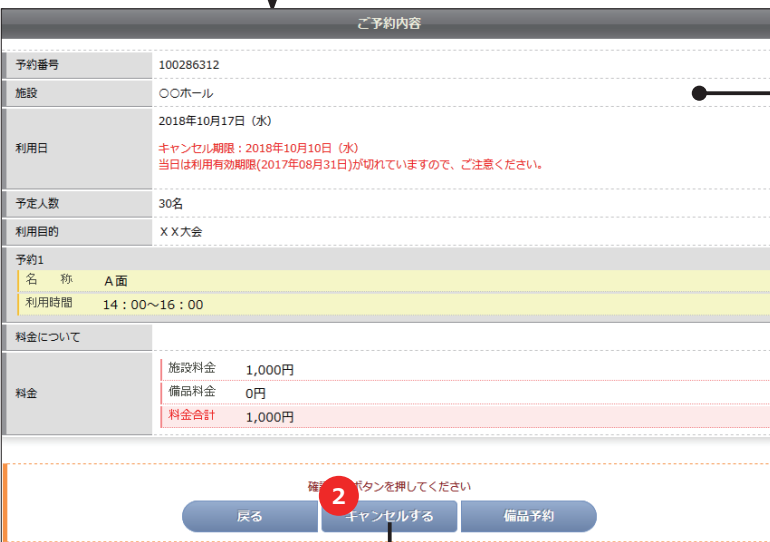 ご予約内容
予約番号 100286312
施設 ○○ホール
利用日 2018年10月17日（水）
キャンセル期限：2018年10月10日（水）
当日は利用有効期限(2017年08月31日)が切れていますので、ご注意ください。
予定人数 30名
利用目的 ＸＸ大会
予約1
名　称 Ａ面
利用時間 14：00～16：00
料金について
料金
施設料金 1,000円
備品料金 0円
料金合計 1,000円
確 ボタンを押してください
2
戻る キャンセルする 備品予約